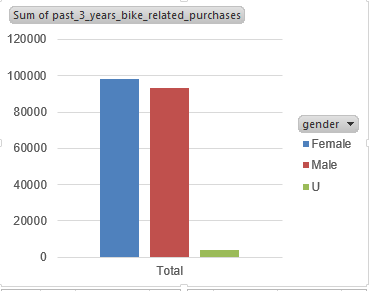 Sum of past_3_years_bike_related_purchases
120000
100000
80000
60000
40000
20000
0
Total
gender
Female
Male
U